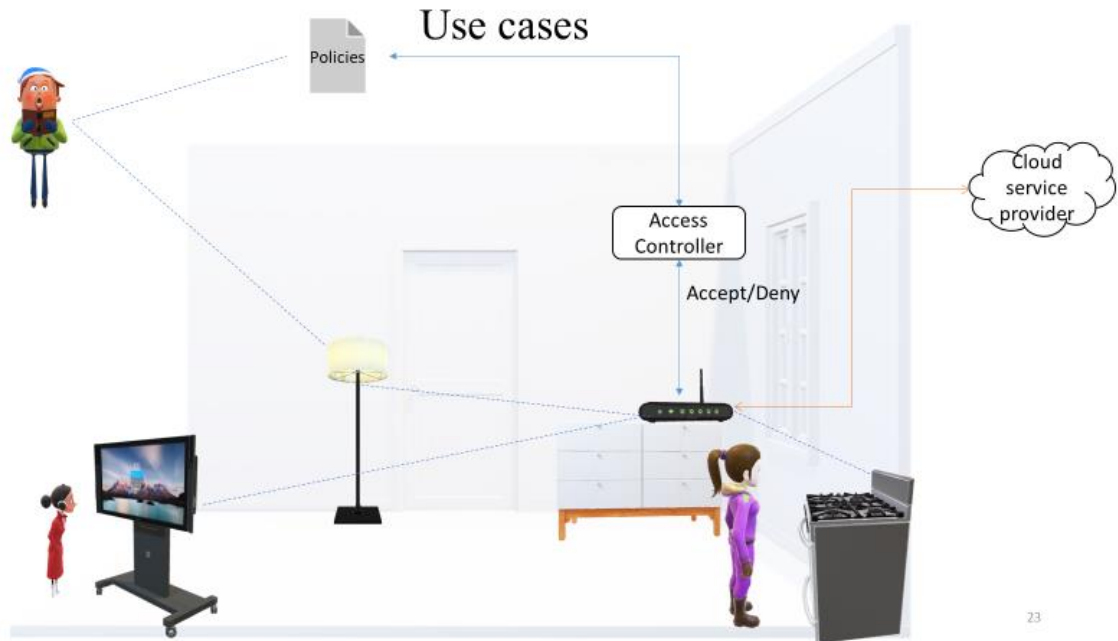 Use cases
Policies
Cloud
service
provider
Access
Controller
Accept/Deny
23